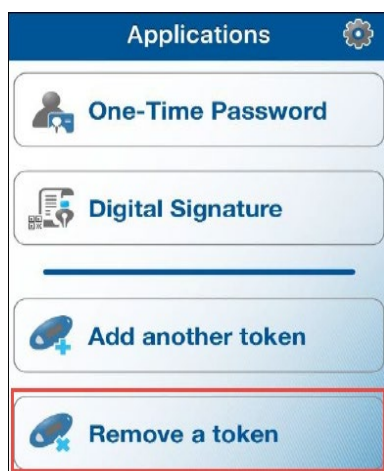 Applications
One-Time Password
Digital Signature
Add another token
Remove a token